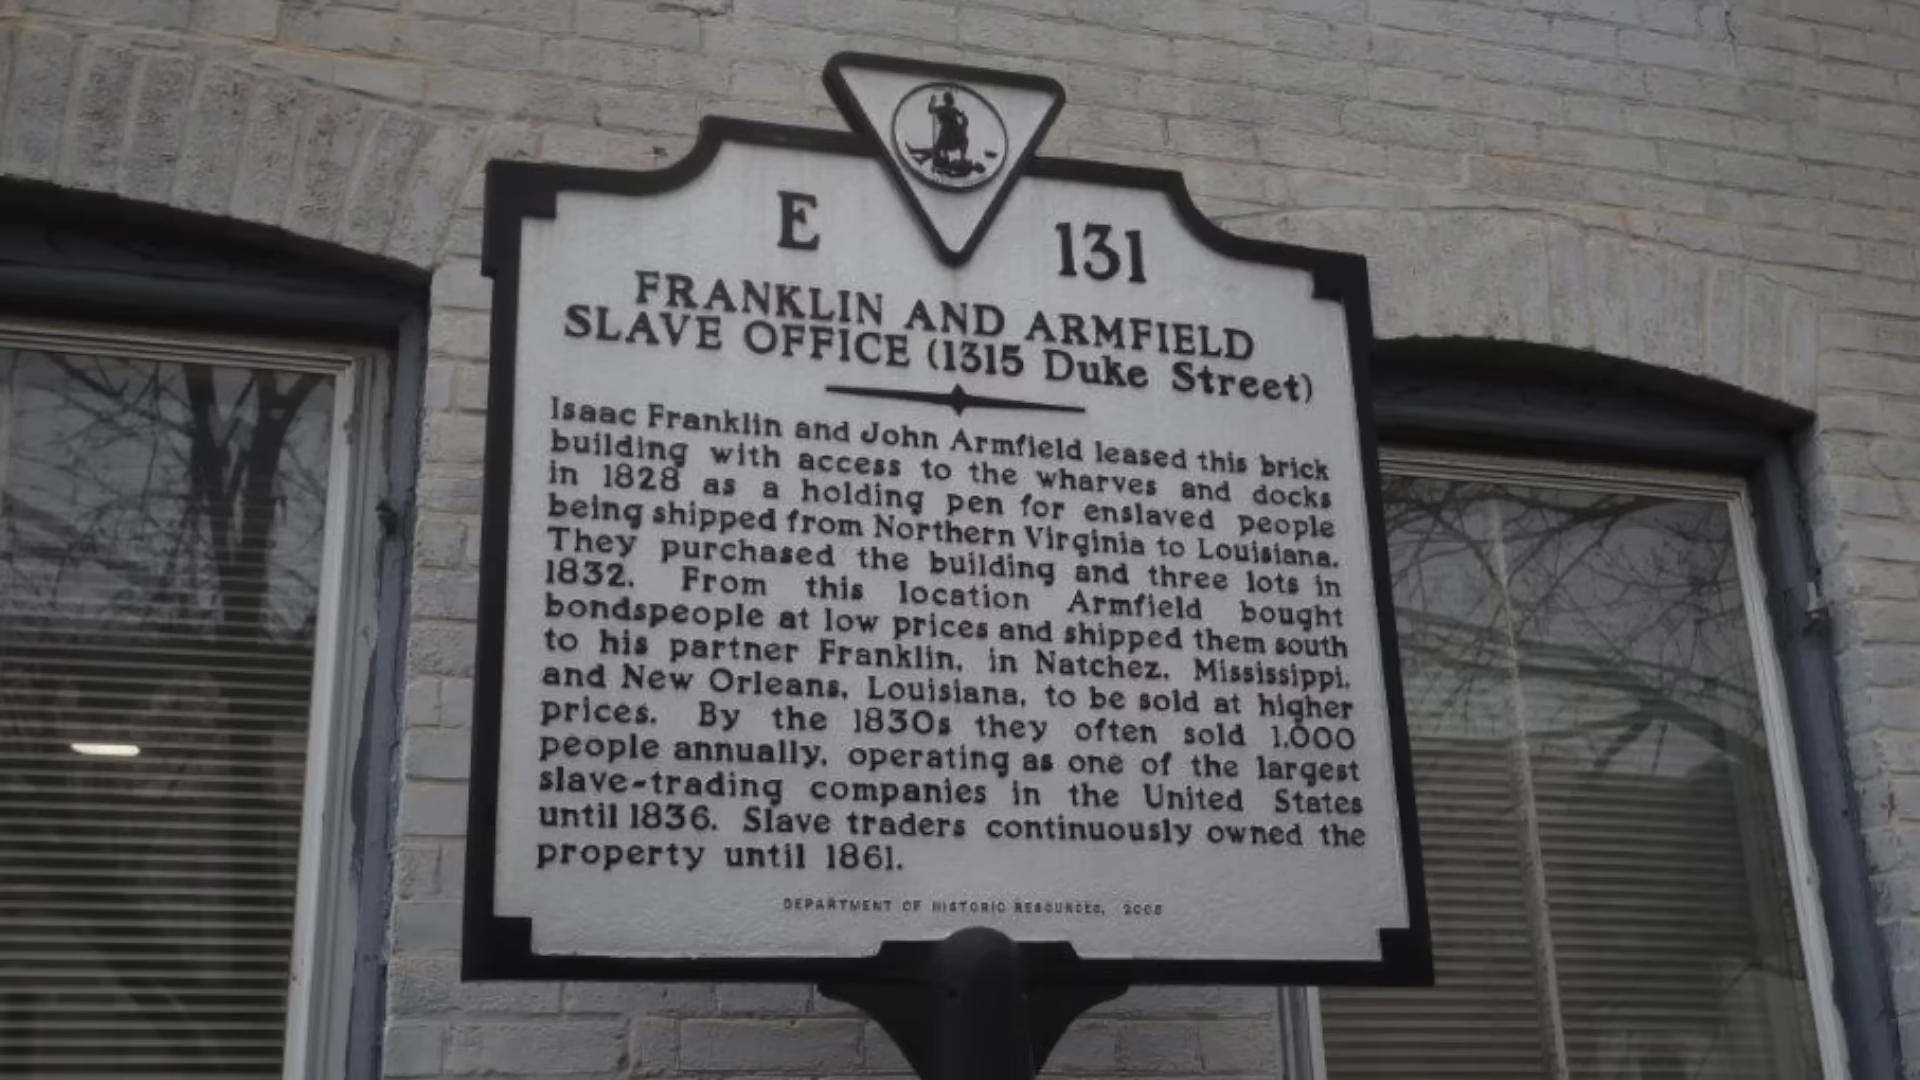 E 131
FRANKLIN AND ARMFIELD
SLAVE OFFICE (1315 Duke Street)
Isaac Franklin and John Armfield leased this brick
building with access to the wharves and docks
in 1828 as a holding pen for enslaved people
being shipped from Northern Virginia to Louisiana.
They purchased the building and three lots in
1832. From this location Armfield bought
bondspeople at low prices and shipped them south
to his partner Franklin, in Natchez, Mississippi,
and New Orleans, Louisiana, to be sold at higher
prices. By the 1830s they often sold 1,000
people annually, operating as one of the largest
slave-trading companies in the United States
until 1836. Slave traders continuously owned the
property until 1861.
DEPARTMENT OF HISTORIC RESOURCES,